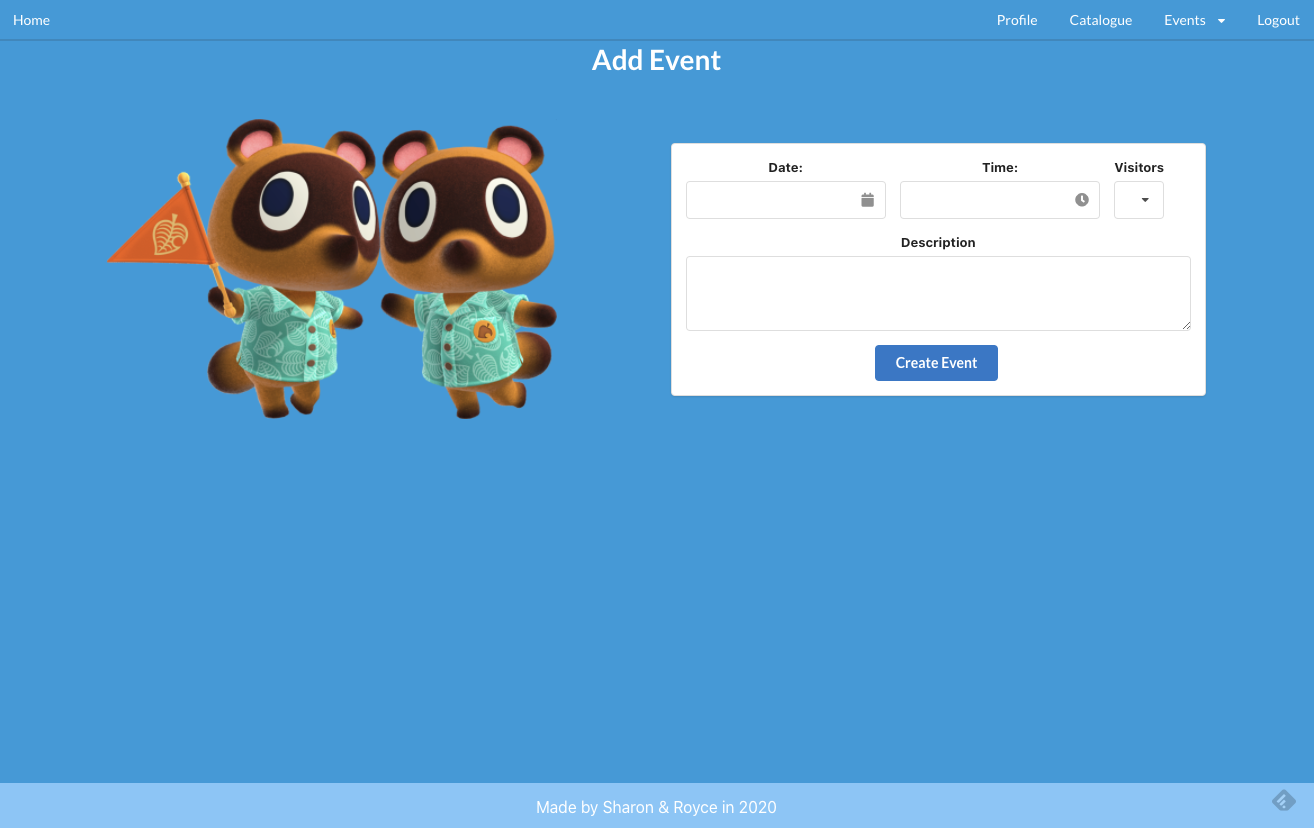 Home
Profile
Catalogue
Events
Logout
Add Event
Date:
Time:
Visitors
Description
Create Event
Made by Sharon & Royce in 2020